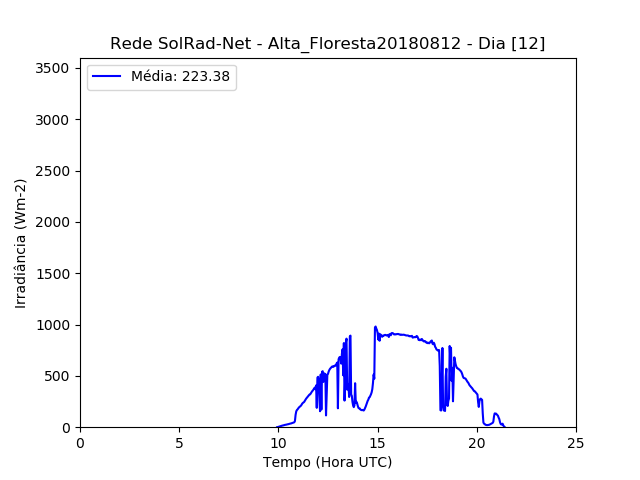 Rede SolRad-Net - Alta_Floresta20180812 - Dia [12]
Média: 223.38
3500
3000
2500
2000
1500
1000
500
0
Irradiância (Wm-2)
0 5 10 15 20 25
Tempo (Hora UTC)